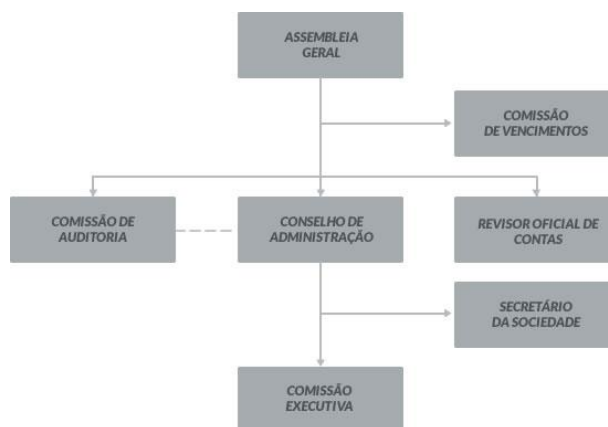 ASSEMBLEIA
GERAL
COMISSÃO
DE VENCIMENTOS
COMISSÃO DE
AUDITORIA
CONSELHO DE
ADMINISTRAÇÃO
REVISOR OFICIAL DE
CONTAS
SECRETÁRIO
DA SOCIEDADE
COMISSÃO
EXECUTIVA